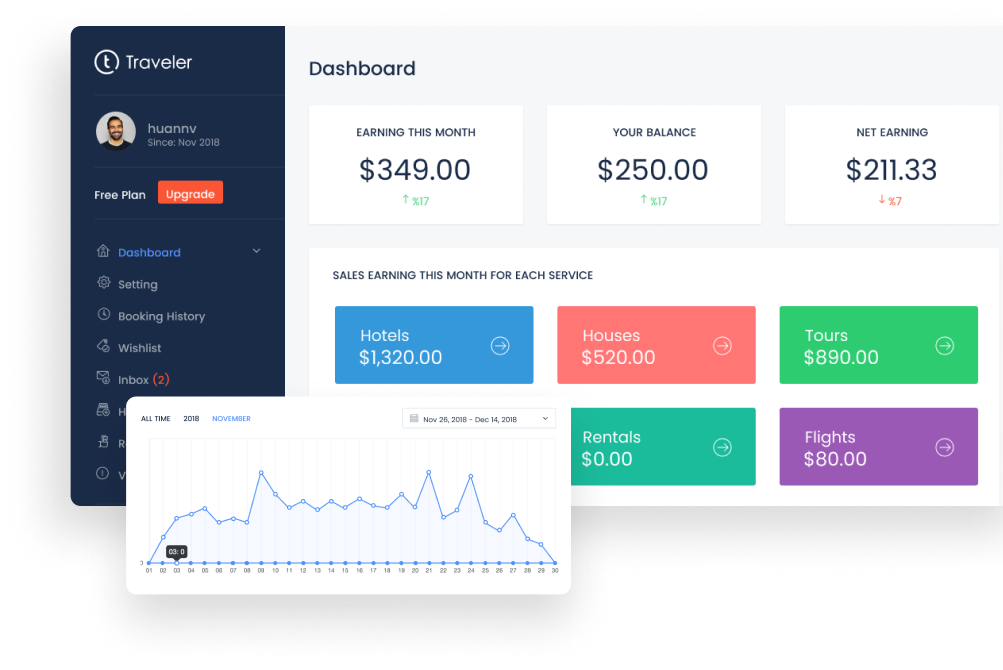 Traveler
huannv
Since: Nov 2018
Free Plan
Upgrade
Dashboard
Setting
Booking History
Wishlist
Inbox (2)
H
R
V
Dashboard
EARNING THIS MONTH
$349.00
↑ %17
YOUR BALANCE
$250.00
↑ %17
NET EARNING
$211.33
↓ %7
SALES EARNING THIS MONTH FOR EACH SERVICE
Hotels
$1,320.00
Houses
$520.00
Tours
$890.00
Rentals
$0.00
Flights
$80.00
ALL TIME 2018 NOVEMBER
Nov 26, 2018 - Dec 14, 2018
03: 0
0
01 02 03 04 05 06 07 08 09 10 11 12 13 14 15 16 17 18 19 20 21 22 23 24 25 26 27 28 29 30